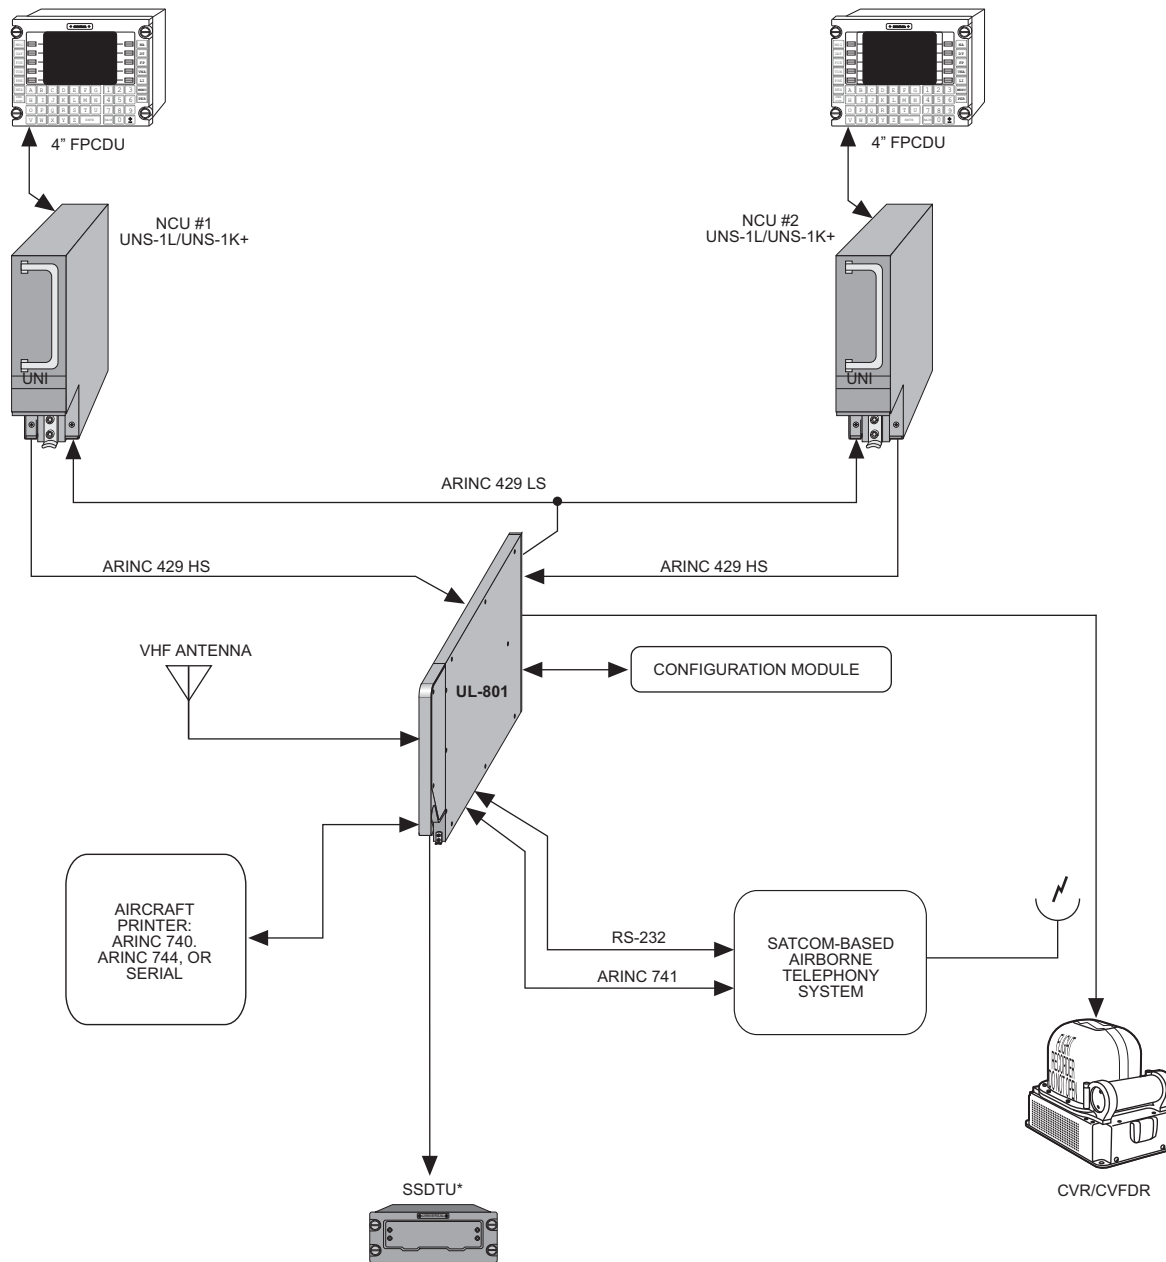 4” FPCDU
4” FPCDU
NCU #1
UNS-1L/UNS-1K+
NCU #2
UNS-1L/UNS-1K+
UNI
UNI
ARINC 429 LS
ARINC 429 HS
ARINC 429 HS
VHF ANTENNA
CONFIGURATION MODULE
UL-801
AIRCRAFT
PRINTER:
ARINC 740.
ARINC 744, OR
SERIAL
RS-232
ARINC 741
SATCOM-BASED
AIRBORNE
TELEPHONY
SYSTEM
SSDTU*
CVR/CVFDR